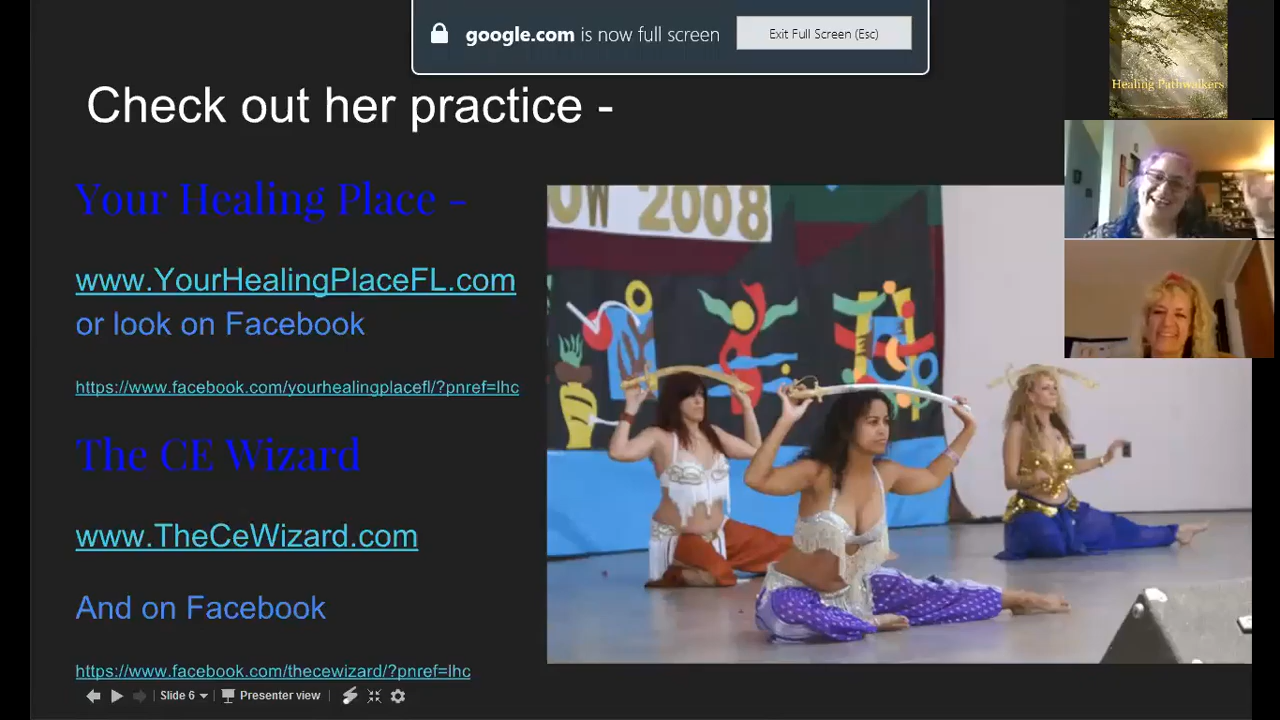 google.com is now full screen
Exit Full Screen (Esc)
Healing Pathwalkers
Check out her practice -
Your Healing Place -
www.YourHealingPlaceFL.com
or look on Facebook
https://www.facebook.com/yourhealingplacefl/?pnref=lhc
The CE Wizard
www.TheCeWizard.com
And on Facebook
https://www.facebook.com/thecewizard/?pnref=lhc
OW 2008
Slide 6
Presenter view